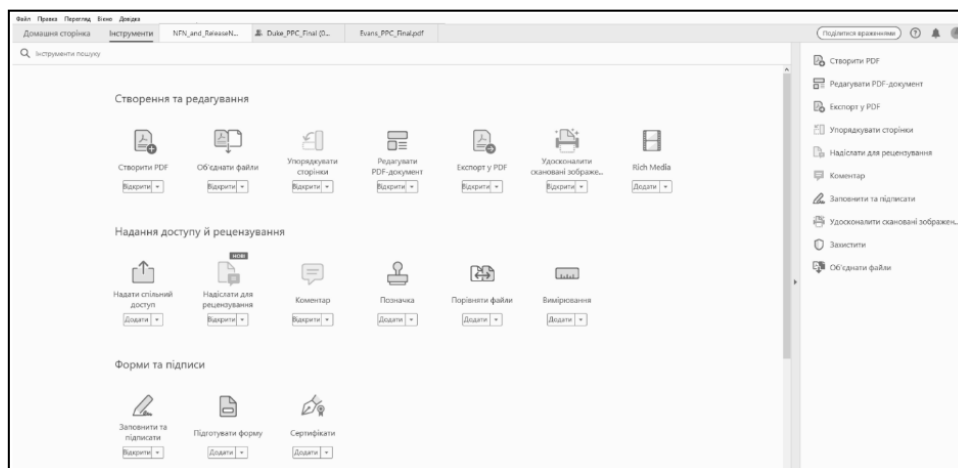 Файл Правка Перегляд Вікно Довідка
Домашня сторінка Інструменти NFN_and_ReleaseN... Duke_PPC_Final (0... Evans_PPC_Final.pdf Поділитися враженнями
Інструменти пошуку
Створення та редагування
Створити PDF Об'єднати файли Упорядкувати сторінки Редагувати PDF-документ Експорт у PDF Удосконалити скановані зображе... Rich Media
Відкрити Відкрити Відкрити Відкрити Відкрити Відкрити Додати
Надання доступу й рецензування
НОВІ
Надати спільний доступ Надіслати для рецензування Коментар Позначка Порівняти файли Вимірювання
Додати Відкрити Відкрити Додати Додати Додати
Форми та підписи
Заповнити та підписати Підготувати форму Сертифікати
Відкрити Додати Додати
Створити PDF
Редагувати PDF-документ
Експорт у PDF
Упорядкувати сторінки
Надіслати для рецензування
Коментар
Заповнити та підписати
Удосконалити скановані зображен...
Захистити
Об'єднати файли